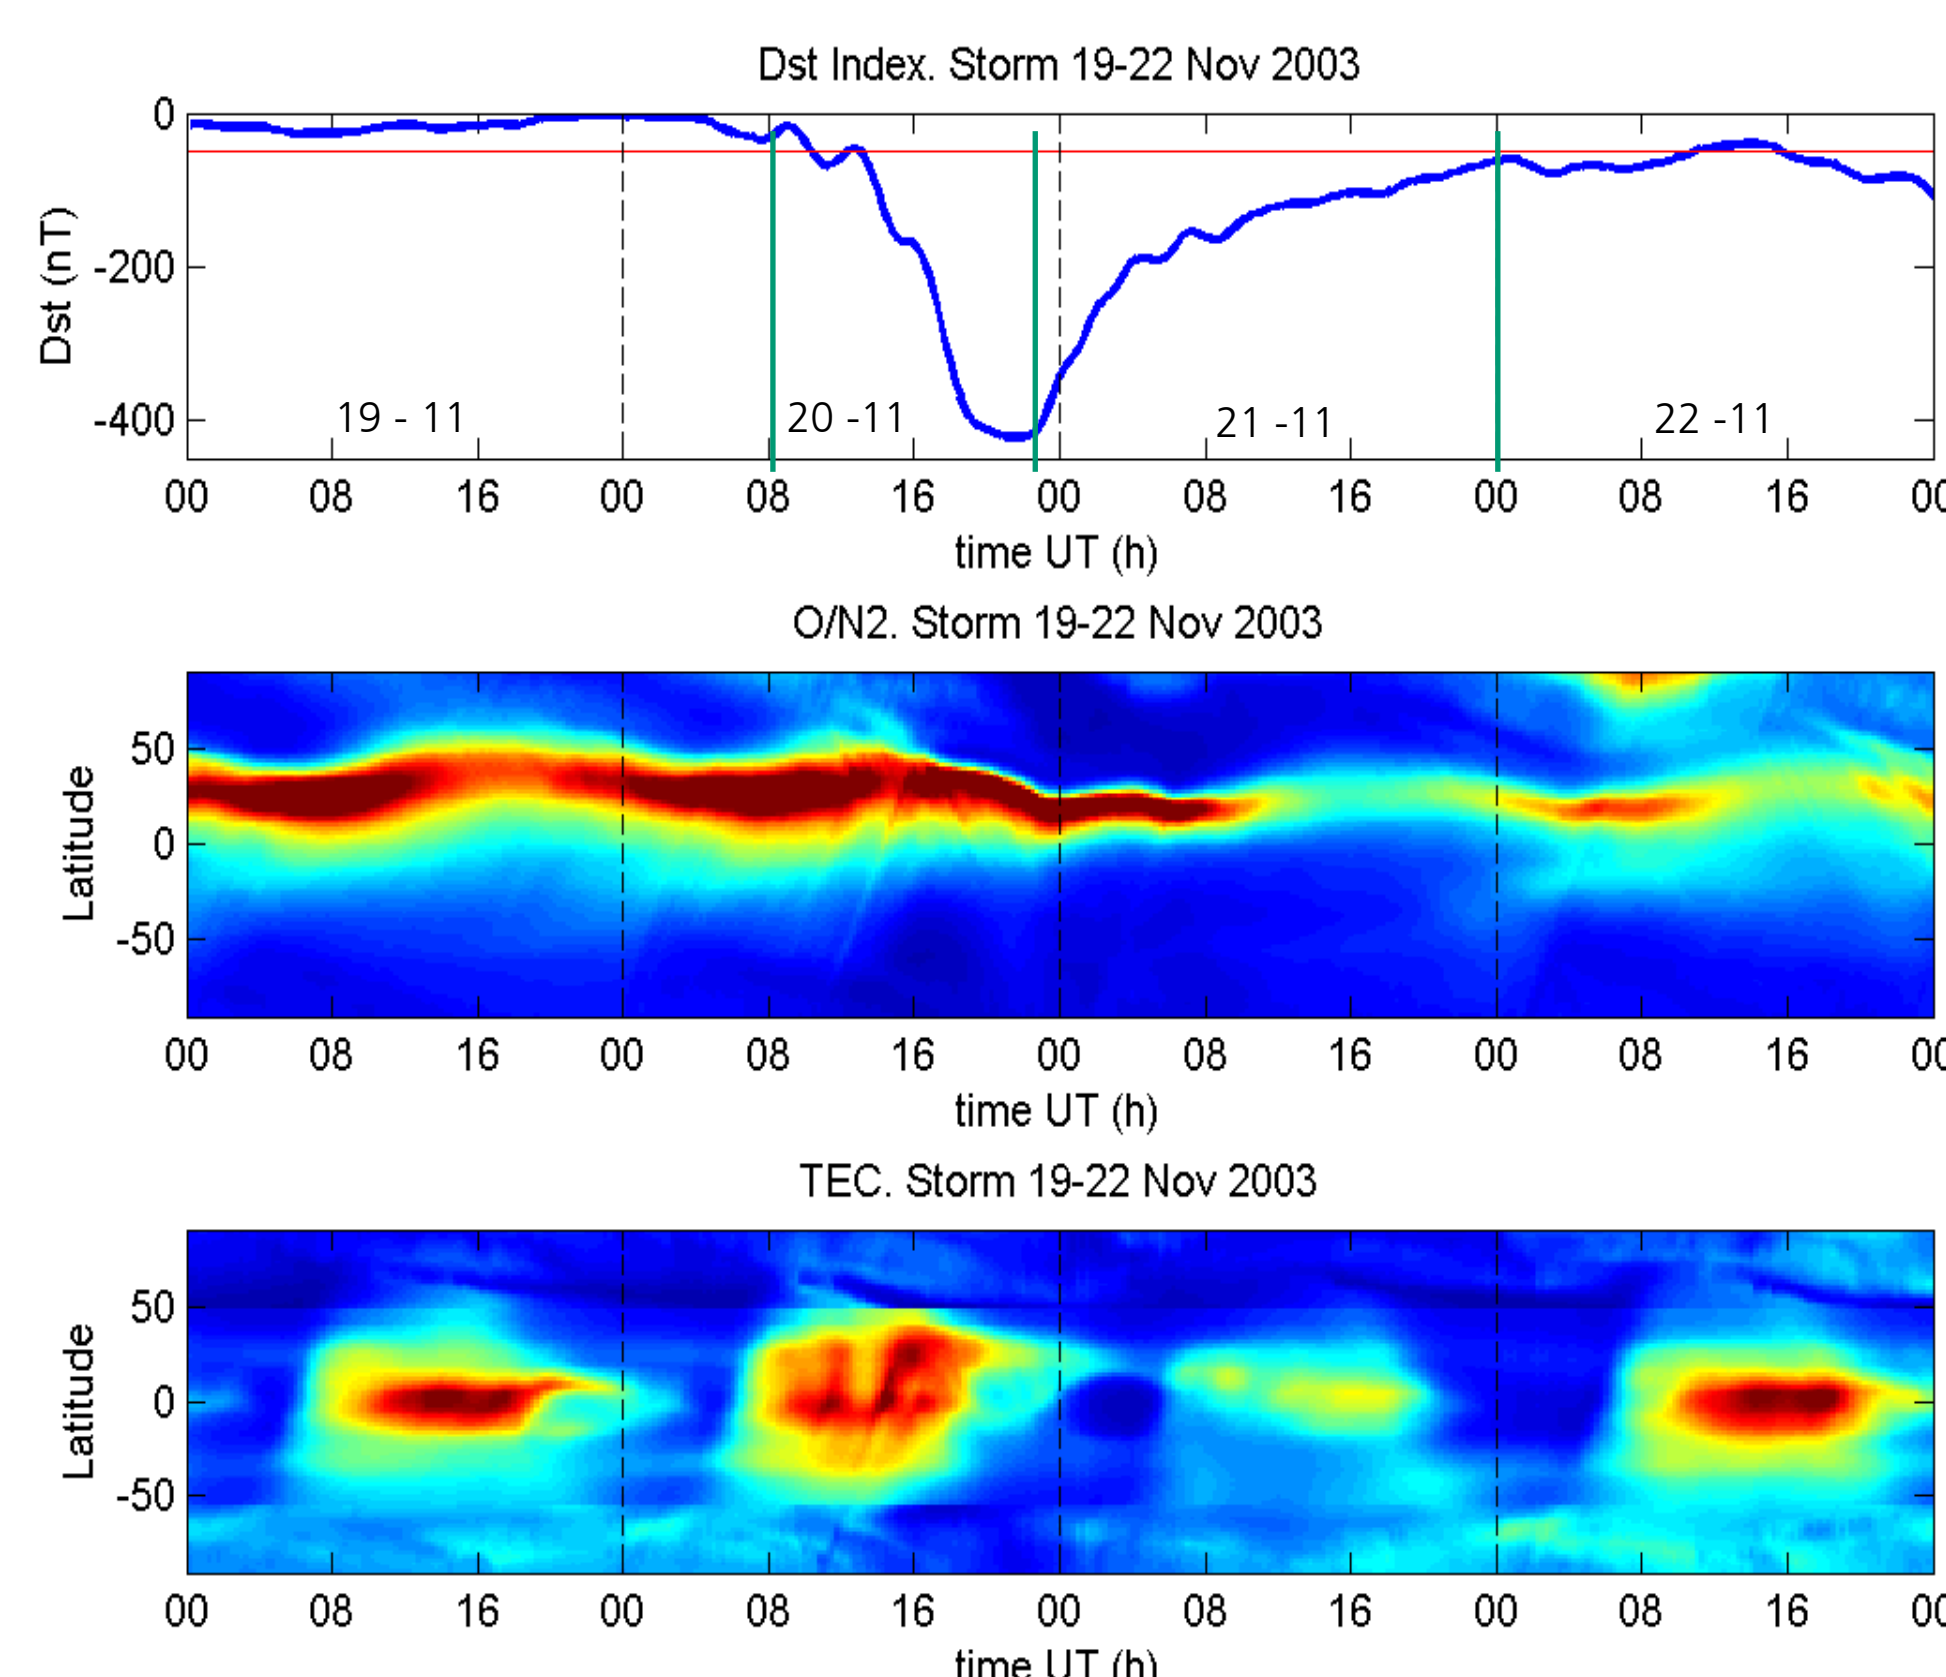 Dst Index. Storm 19-22 Nov 2003
0
-200
-400
Dst (nT)
19 - 11
20 -11
21 -11
22 -11
00 08 16 00 08 16 00 08 16 00 08 16 00
time UT (h)
O/N2. Storm 19-22 Nov 2003
50
0
-50
Latitude
00 08 16 00 08 16 00 08 16 00 08 16 00
time UT (h)
TEC. Storm 19-22 Nov 2003
50
0
-50
Latitude
00 08 16 00 08 16 00 08 16 00 08 16 00
time UT (h)